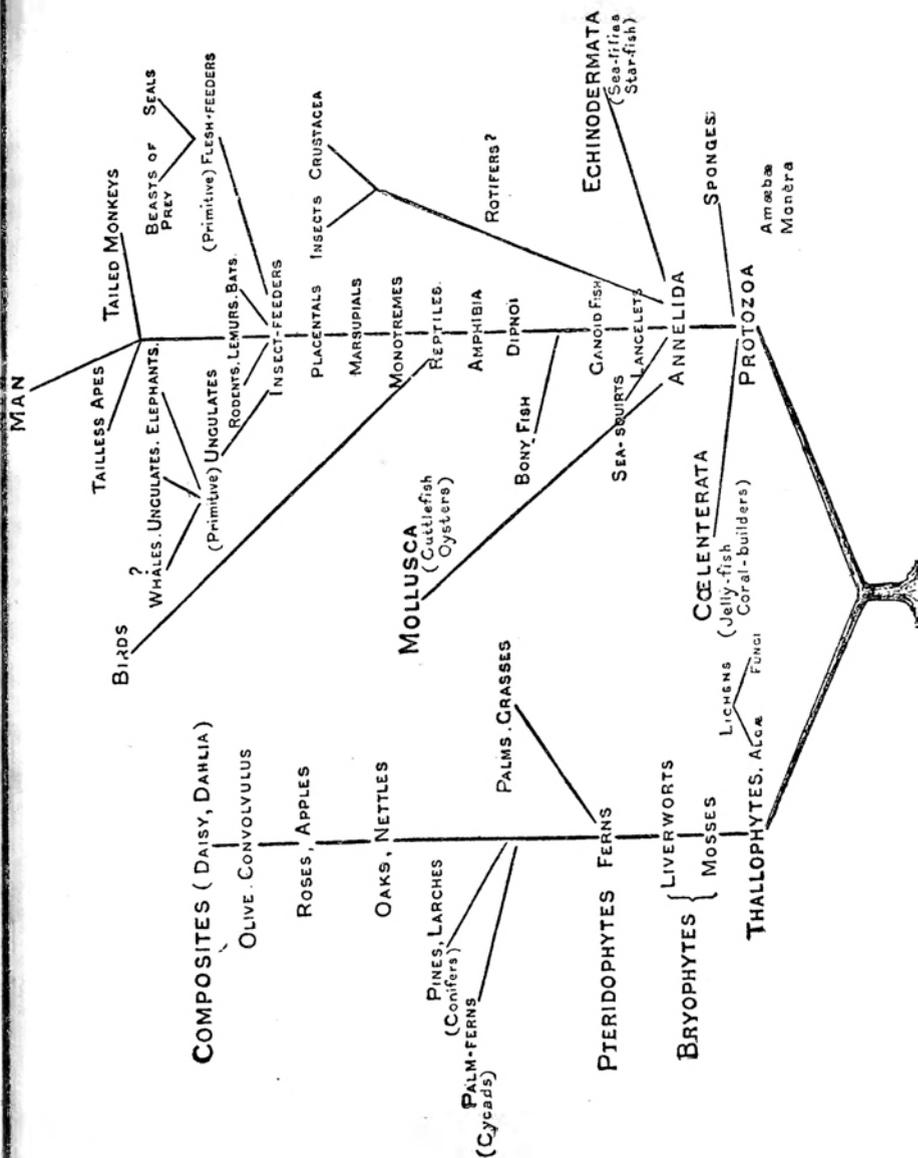 MAN
TAILLESS APES
TAILED MONKEYS
BEASTS OF PREY
SEALS
(Primitive) FLESH-FEEDERS
?
WHALES. UNGULATES. ELEPHANTS.
(Primitive) UNGULATES
RODENTS. LEMURS. BATS.
INSECT-FEEDERS
PLACENTALS
MARSUPIALS
MONOTREMES
BIRDS
REPTILES.
AMPHIBIA
DIPNOI
INSECTS
CRUSTACEA
ROTIFERS?
BONY FISH
GANOID FISH
SEA-SQUIRTS
LANCELETS
MOLLUSCA
(Cuttlefish
Oysters)
ANNELIDA
ECHINODERMATA
(Sea-lilies
Star-fish)
SPONGES
CŒLENTERATA
(Jelly-fish
Coral-builders)
PROTOZOA
Amæbæ
Monèra
COMPOSITES (DAISY, DAHLIA)
OLIVE. CONVOLVULUS
ROSES, APPLES
OAKS, NETTLES
PINES, LARCHES
(Conifers)
PALM-FERNS
(Cycads)
PALMS. GRASSES
PTERIDOPHYTES FERNS
BRYOPHYTES { LIVERWORTS
MOSSES
LICHENS
THALLOPHYTES. ALGÆ FUNGI